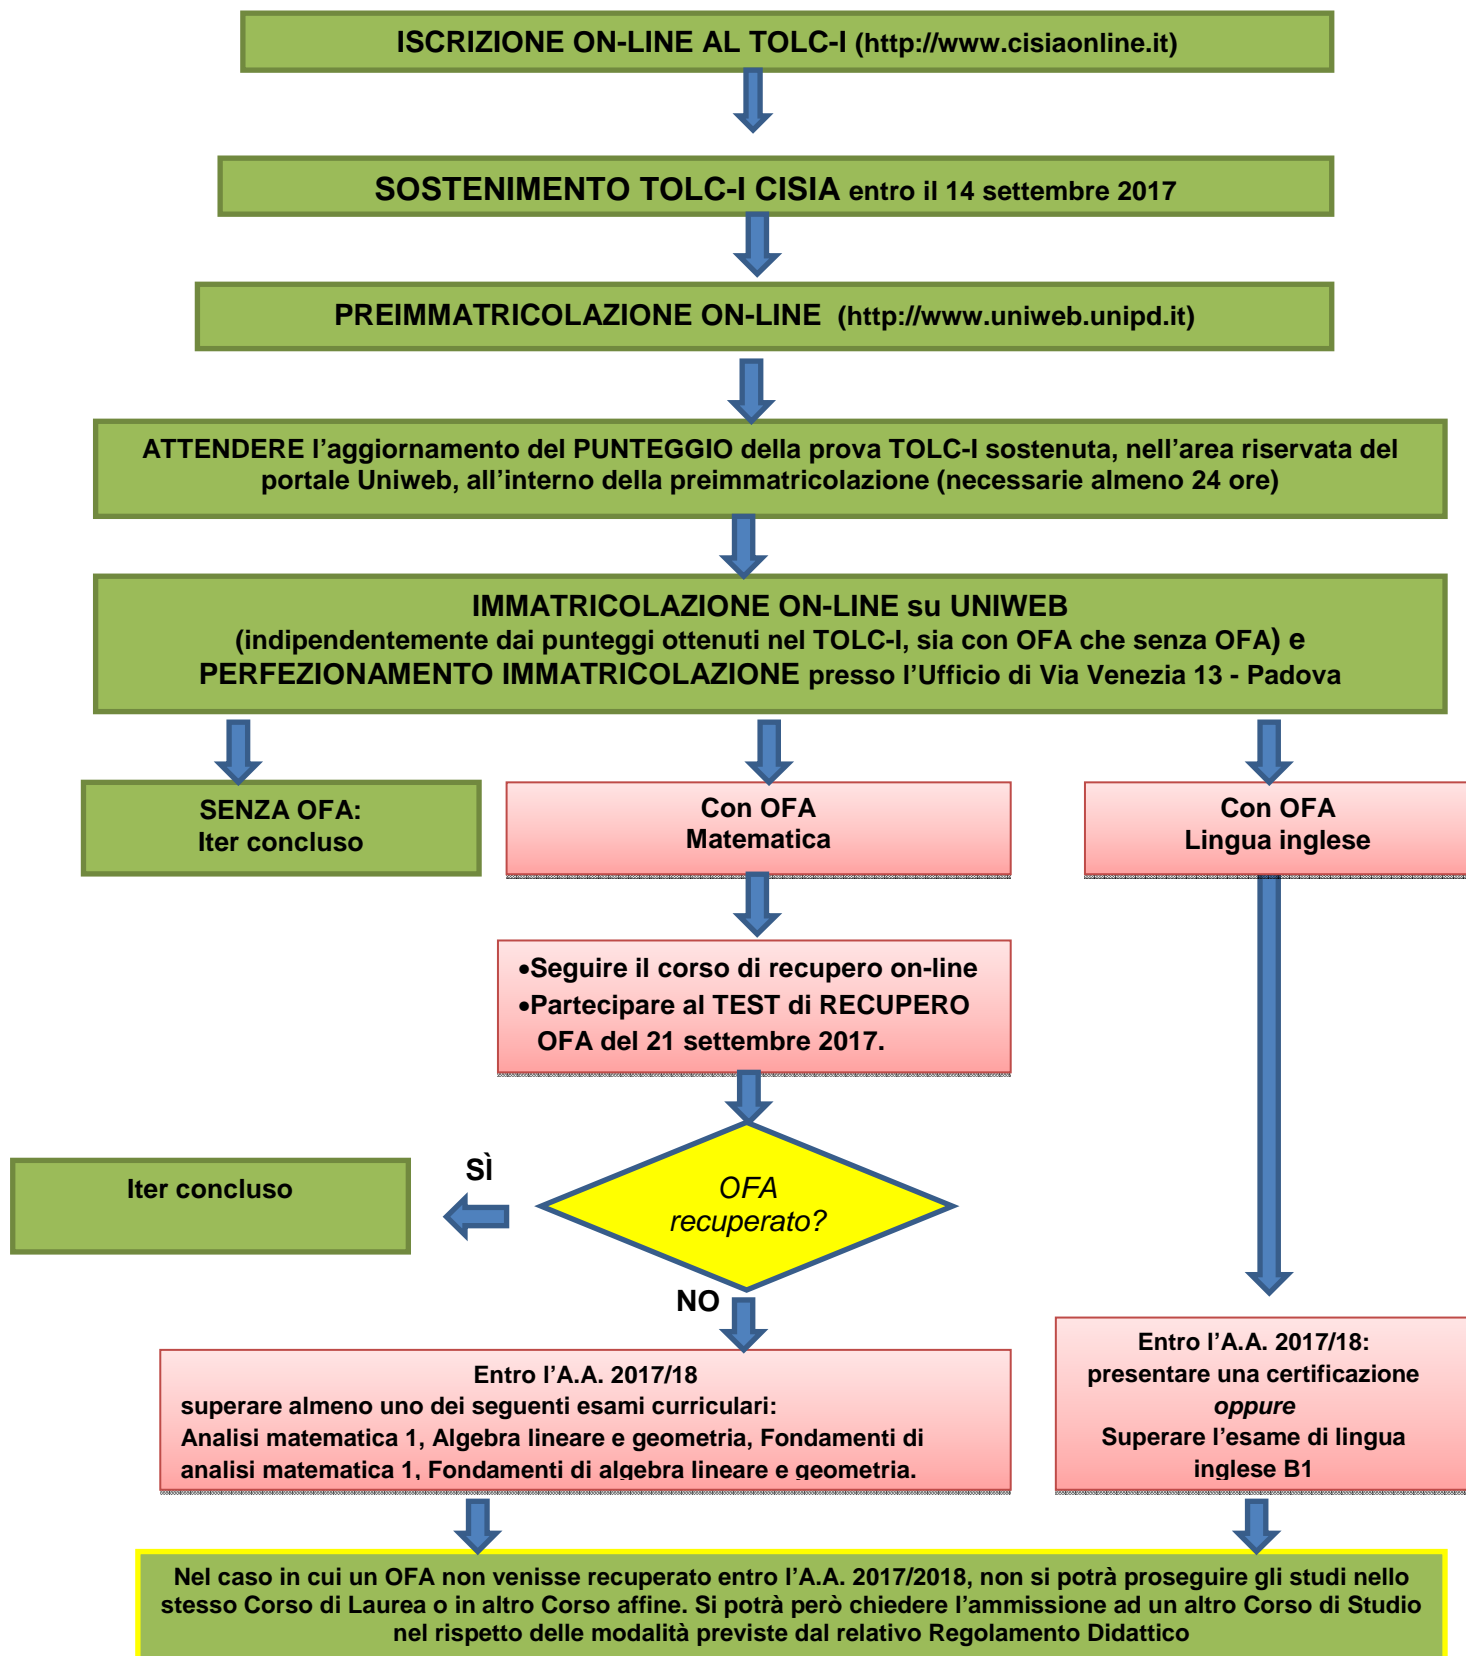 ISCRIZIONE ON-LINE AL TOLC-I (http://www.cisiaonline.it)
SOSTENIMENTO TOLC-I CISIA entro il 14 settembre 2017
PREIMMATRICOLAZIONE ON-LINE (http://www.uniweb.unipd.it)
ATTENDERE l’aggiornamento del PUNTEGGIO della prova TOLC-I sostenuta, nell’area riservata del
portale Uniweb, all’interno della preimmatricolazione (necessarie almeno 24 ore)
IMMATRICOLAZIONE ON-LINE su UNIWEB
(indipendentemente dai punteggi ottenuti nel TOLC-I, sia con OFA che senza OFA) e
PERFEZIONAMENTO IMMATRICOLAZIONE presso l’Ufficio di Via Venezia 13 - Padova
SENZA OFA:
Iter concluso
Con OFA
Matematica
Con OFA
Lingua inglese
•Seguire il corso di recupero on-line
•Partecipare al TEST di RECUPERO
OFA del 21 settembre 2017.
OFA
recuperato?
SÌ
Iter concluso
NO
Entro l’A.A. 2017/18
superare almeno uno dei seguenti esami curriculari:
Analisi matematica 1, Algebra lineare e geometria, Fondamenti di
analisi matematica 1, Fondamenti di algebra lineare e geometria.
Entro l’A.A. 2017/18:
presentare una certificazione
oppure
Superare l’esame di lingua
inglese B1
Nel caso in cui un OFA non venisse recuperato entro l’A.A. 2017/2018, non si potrà proseguire gli studi nello
stesso Corso di Laurea o in altro Corso affine. Si potrà però chiedere l’ammissione ad un altro Corso di Studio
nel rispetto delle modalità previste dal relativo Regolamento Didattico